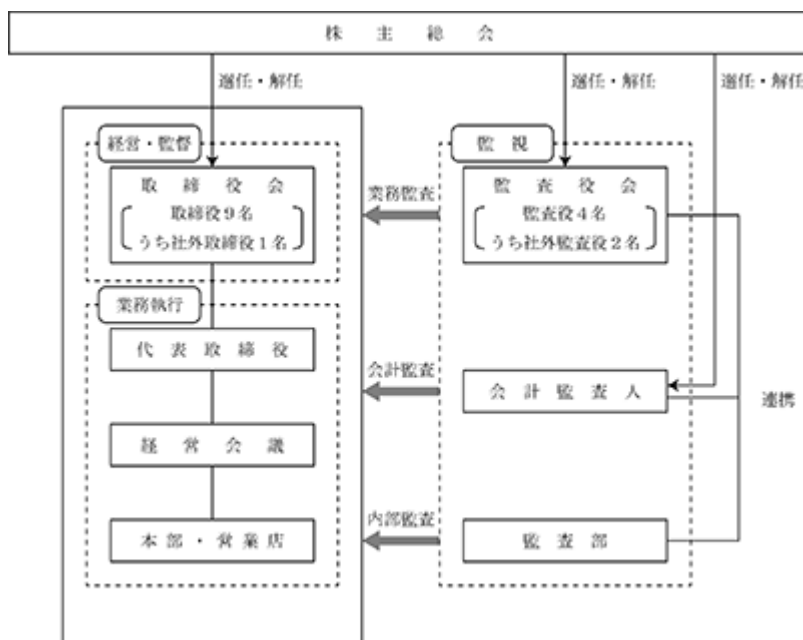 株主総会
選任・解任
選任・解任
選任・解任
経営・監督
取締役会
取締役9名
うち社外取締役1名
業務監査
監視
監査役会
監査役4名
うち社外監査役2名
業務執行
代表取締役
会計監査
会計監査人
連携
経営会議
本部・営業店
内部監査
監査部